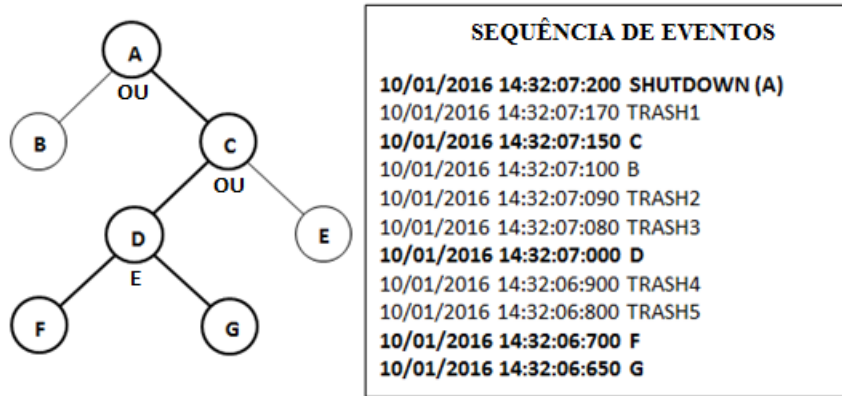 A
OU
B
C
OU
D
E
E
F
G
SEQUÊNCIA DE EVENTOS
10/01/2016 14:32:07:200 SHUTDOWN (A)
10/01/2016 14:32:07:170 TRASH1
10/01/2016 14:32:07:150 C
10/01/2016 14:32:07:100 B
10/01/2016 14:32:07:090 TRASH2
10/01/2016 14:32:07:080 TRASH3
10/01/2016 14:32:07:000 D
10/01/2016 14:32:06:900 TRASH4
10/01/2016 14:32:06:800 TRASH5
10/01/2016 14:32:06:700 F
10/01/2016 14:32:06:650 G